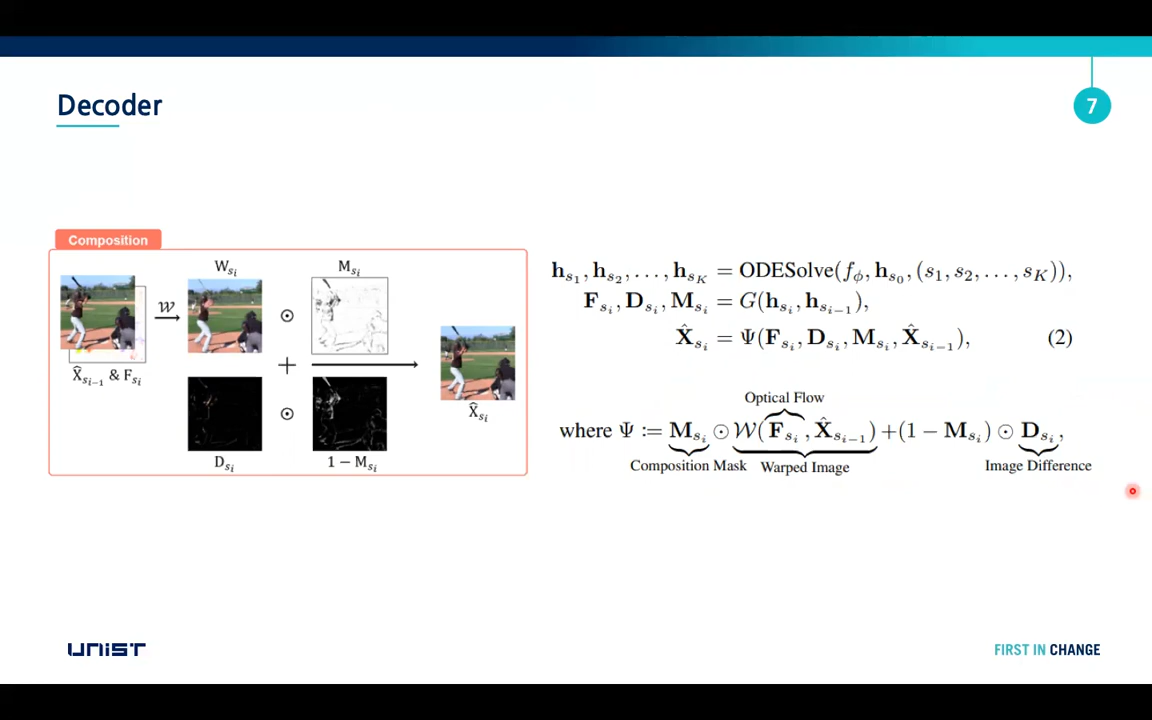 Decoder
7
Composition
W_{s_i}
M_{s_i}
𝒲
⊙
X̂_{s_{i-1}} & F_{s_i}
+
X̂_{s_i}
⊙
D_{s_i}
1 − M_{s_i}
h_{s_1}, h_{s_2}, . . . , h_{s_K} = ODESolve(f_ϕ, h_{s_0}, (s_1, s_2, . . . , s_K)),
F_{s_i}, D_{s_i}, M_{s_i} = G(h_{s_i}, h_{s_{i-1}}),
X̂_{s_i} = Ψ(F_{s_i}, D_{s_i}, M_{s_i}, X̂_{s_{i-1}}), (2)
Optical Flow
where Ψ := M_{s_i} ⊙ 𝒲(F_{s_i}, X̂_{s_{i-1}}) + (1 − M_{s_i}) ⊙ D_{s_i},
Composition Mask Warped Image Image Difference
UNIST
FIRST IN CHANGE